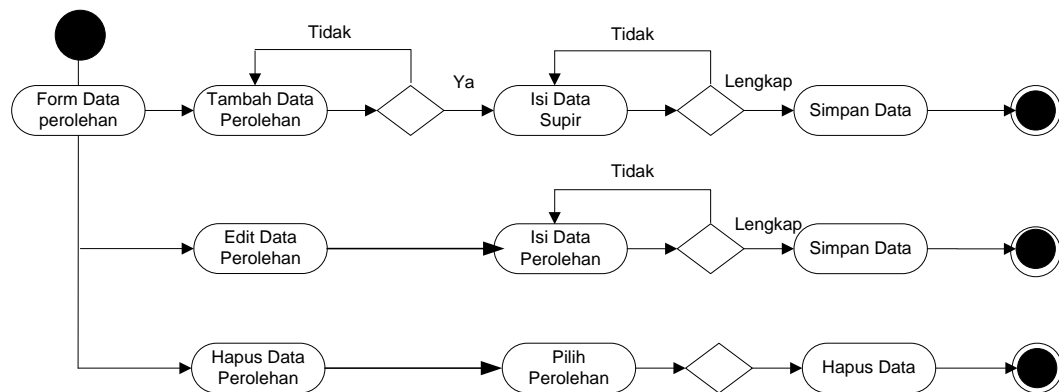 Tidak
Tidak
Ya
Lengkap
Form Data
perolehan
Tambah Data
Perolehan
Isi Data
Supir
Simpan Data
Tidak
Lengkap
Edit Data
Perolehan
Isi Data
Perolehan
Simpan Data
Hapus Data
Perolehan
Pilih
Perolehan
Hapus Data